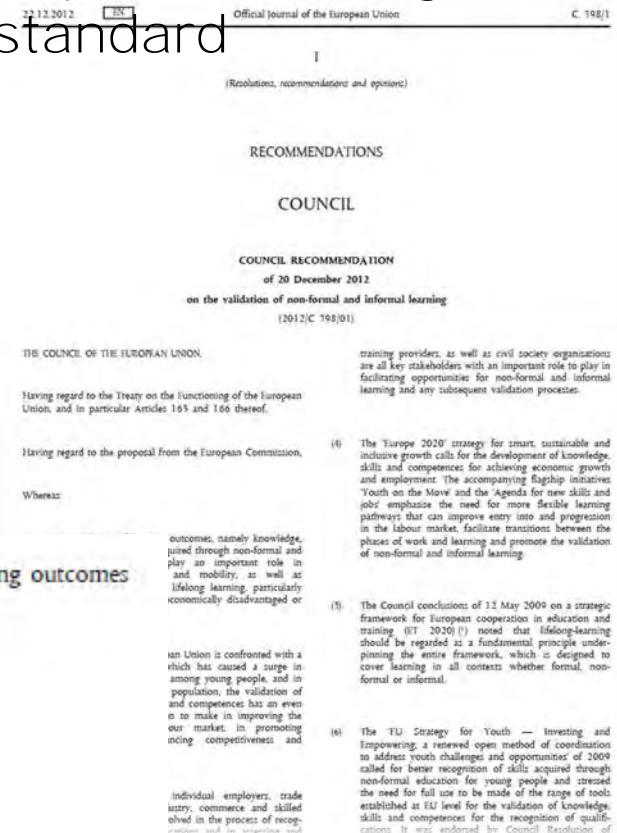 22.12.2012 EN Official Journal of the European Union C 398/1
standard
I
(Resolutions, recommendations and opinions)
RECOMMENDATIONS
COUNCIL
COUNCIL RECOMMENDATION
of 20 December 2012
on the validation of non-formal and informal learning
(2012/C 398/01)
THE COUNCIL OF THE EUROPEAN UNION,
Having regard to the Treaty on the Functioning of the European
Union, and in particular Articles 165 and 166 thereof,
Having regard to the proposal from the European Commission,
Whereas:
outcomes, namely knowledge,
quired through non-formal and
play an important role in
and mobility, as well as
lifelong learning, particularly
economically disadvantaged or
ng outcomes
an Union is confronted with a
which has caused a surge in
among young people, and in
population, the validation of
and competences has an even
n to make in improving the
our market, in promoting
ncing competitiveness and
individual employers, trade
ustry, commerce and skilled
olved in the process of recog-
training providers, as well as civil society organisations
are all key stakeholders with an important role to play in
facilitating opportunities for non-formal and informal
learning and any subsequent validation processes.
(4) The 'Europe 2020' strategy for smart, sustainable and
inclusive growth calls for the development of knowledge,
skills and competences for achieving economic growth
and employment. The accompanying flagship initiatives
'Youth on the Move' and the 'Agenda for new skills and
jobs' emphasise the need for more flexible learning
pathways that can improve entry into and progression
in the labour market, facilitate transitions between the
phases of work and learning and promote the validation
of non-formal and informal learning.
(5) The Council conclusions of 12 May 2009 on a strategic
framework for European cooperation in education and
training (ET 2020) (¹) noted that lifelong-learning
should be regarded as a fundamental principle under-
pinning the entire framework, which is designed to
cover learning in all contexts whether formal, non-
formal or informal.
(6) The 'EU Strategy for Youth — Investing and
Empowering; a renewed open method of coordination
to address youth challenges and opportunities' of 2009
called for better recognition of skills acquired through
non-formal education for young people and stressed
the need for full use to be made of the range of tools
established at EU level for the validation of knowledge,
skills and competences for the recognition of qualifi-
cations. It was endorsed by Council Resolution of